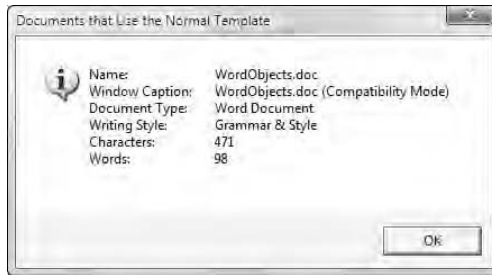 Documents that Use the Normal Template
Name: WordObjects.doc
Window Caption: WordObjects.doc (Compatibility Mode)
Document Type: Word Document
Writing Style: Grammar & Style
Characters: 471
Words: 98
OK